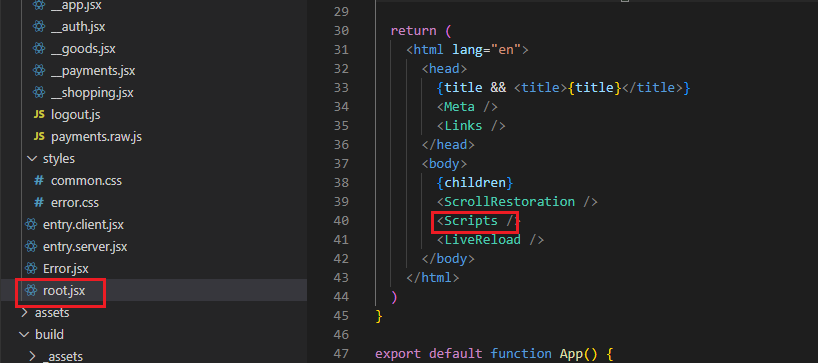 __app.jsx
__auth.jsx
__goods.jsx
__payments.jsx
__shopping.jsx
JS logout.js
JS payments.raw.js
styles
# common.css
# error.css
entry.client.jsx
entry.server.jsx
Error.jsx
root.jsx
assets
build
_assets
29
30 return (
31 <html lang="en">
32 <head>
33 {title && <title>{title}</title>}
34 <Meta />
35 <Links />
36 </head>
37 <body>
38 {children}
39 <ScrollRestoration />
40 <Scripts />
41 <LiveReload />
42 </body>
43 </html>
44 )
45 }
46
47 export default function App() {